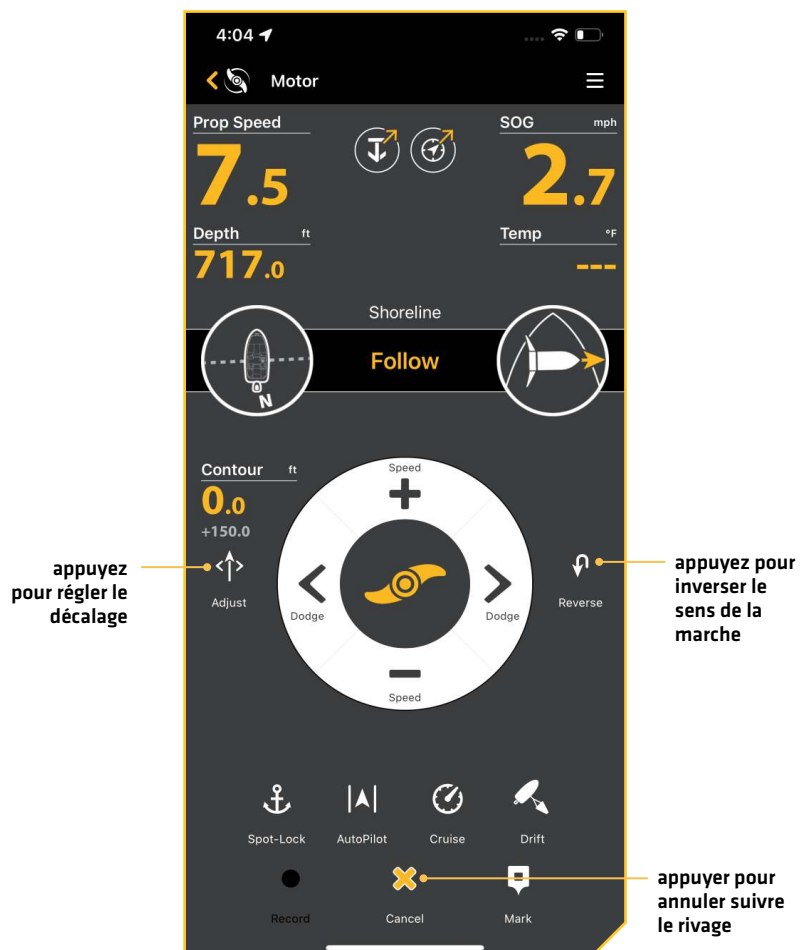 4:04
Motor
Prop Speed
SOG mph
7.5
2.7
Depth ft
Temp °F
717.0
---
Shoreline
Follow
N
Contour ft
0.0
+150.0
Speed
Adjust
Dodge
Dodge
Reverse
Speed
appuyez
pour régler le
décalage
appuyez pour
inverser le
sens de la
marche
Spot-Lock
AutoPilot
Cruise
Drift
Record
Cancel
Mark
appuyer pour
annuler suivre
le rivage